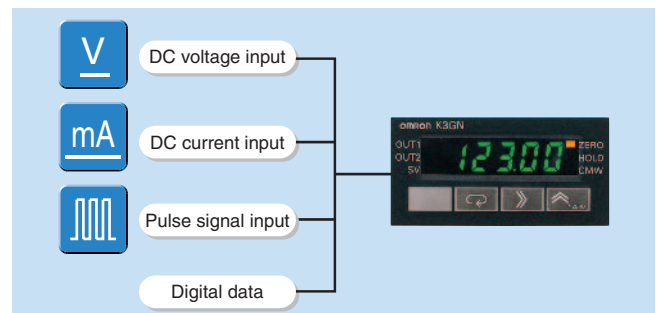 V
DC voltage input
mA
DC current input
Pulse signal input
Digital data
omron K3GN
OUT1
OUT2
SV
123.00
ZERO
HOLD
CMW